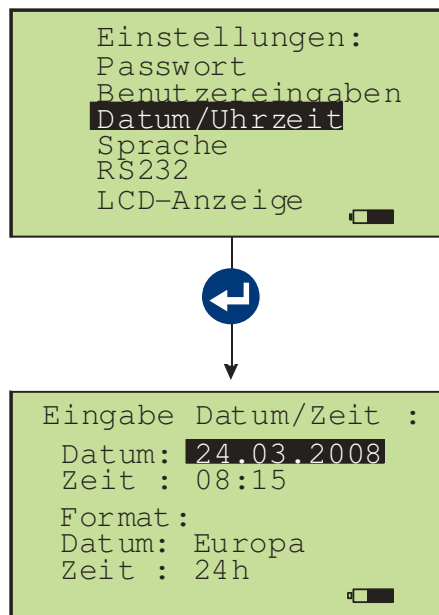 Einstellungen:
Passwort
Benutzereingaben
Datum/Uhrzeit
Sprache
RS232
LCD-Anzeige
Eingabe Datum/Zeit :
Datum: 24.03.2008
Zeit : 08:15
Format:
Datum: Europa
Zeit : 24h